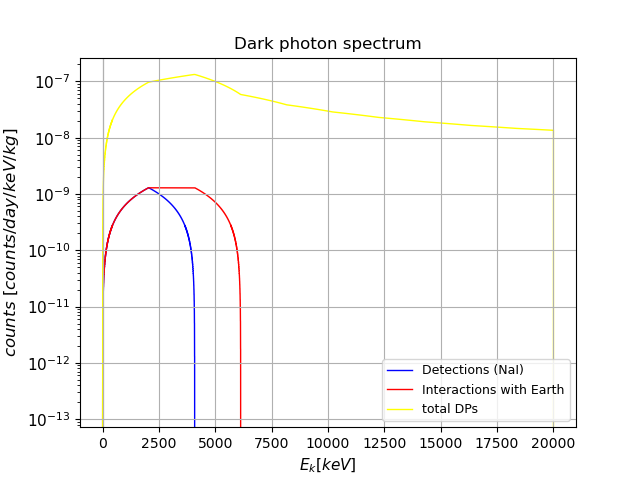 Dark photon spectrum
counts [counts/day/keV/kg]
10⁻⁷
10⁻⁸
10⁻⁹
10⁻¹⁰
10⁻¹¹
10⁻¹²
10⁻¹³
Detections (NaI)
Interactions with Earth
total DPs
0 2500 5000 7500 10000 12500 15000 17500 20000
Eₖ[keV]